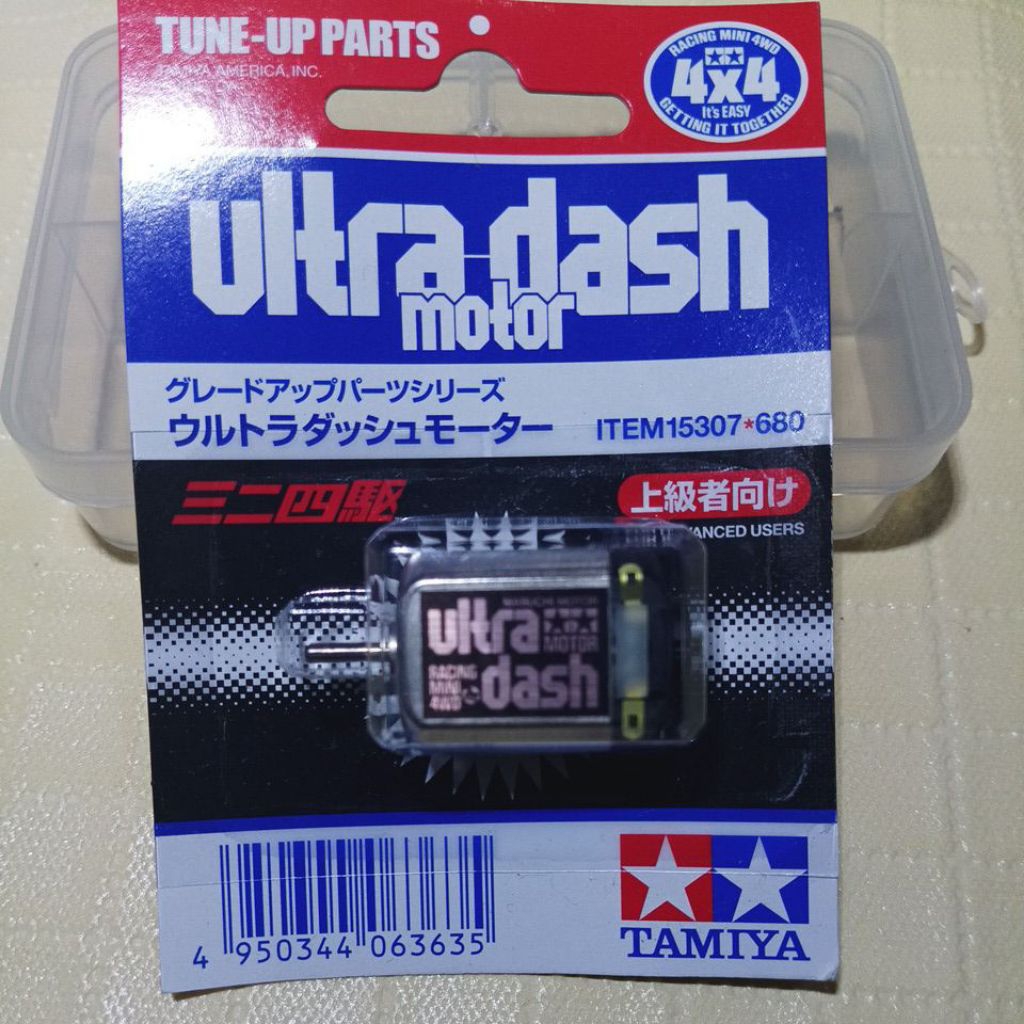 TUNE-UP PARTS
TAMIYA AMERICA, INC.
RACING MINI 4WD
4x4
It's EASY
GETTING IT TOGETHER
ultra dash
motor
グレードアップパーツシリーズ
ウルトラダッシュモーター
ITEM15307*680
ミニ四駆
上級者向け
ANCED USERS
MABUCHI MOTOR
ultra
MOTOR
RACING
MINI
4WD
dash
4 950344 063635
TAMIYA